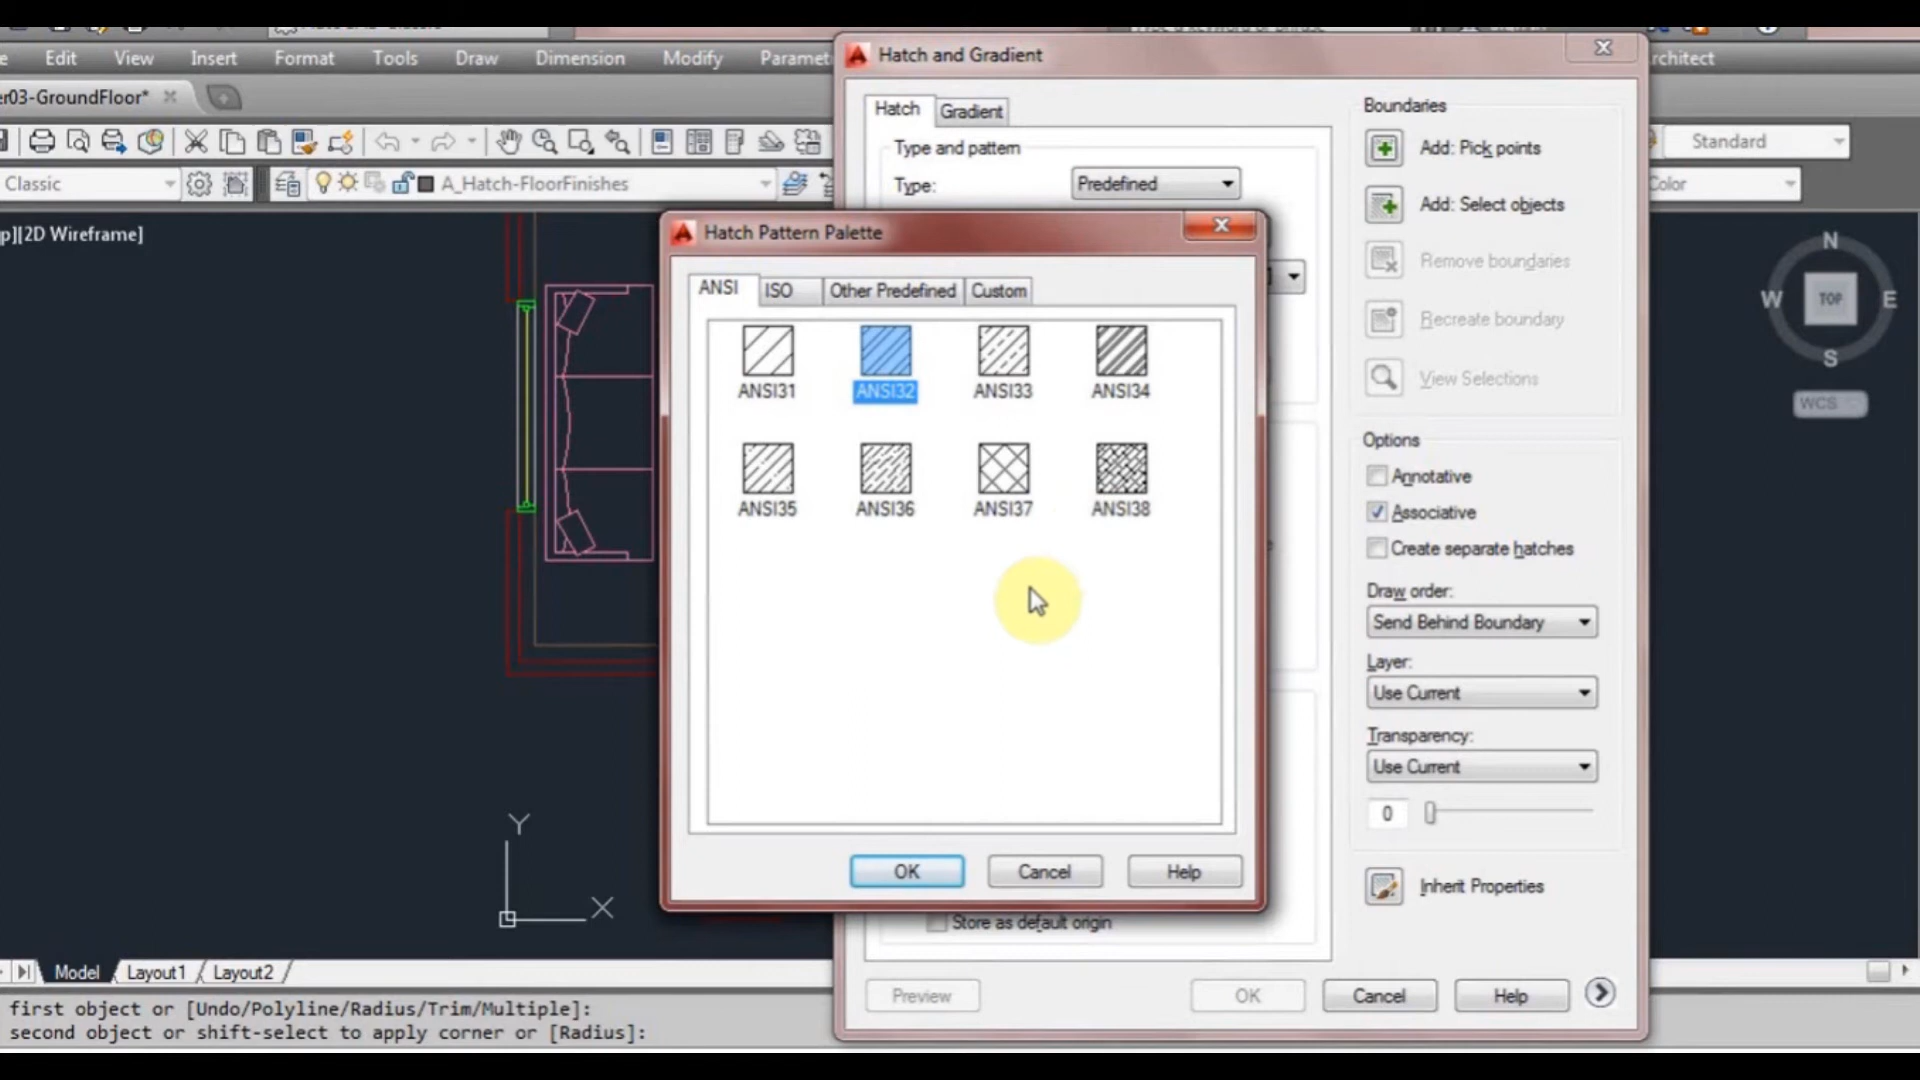 Edit View Insert Format Tools Draw Dimension Modify
Hatch and Gradient
er03-GroundFloor*
Hatch Gradient
Boundaries
Type and pattern
Add: Pick points
Standard
Type: Predefined
Classic
A_Hatch-FloorFinishes
Add: Select objects
Color
p][2D Wireframe]
Hatch Pattern Palette
N
Remove boundaries
ANSI ISO Other Predefined Custom
W TOP E
Recreate boundary
S
ANSI31 ANSI32 ANSI33 ANSI34
View Selections
WCS
Options
Annotative
ANSI35 ANSI36 ANSI37 ANSI38
Associative
Create separate hatches
Draw order:
Send Behind Boundary
Layer:
Use Current
Transparency:
Use Current
0
Y
OK Cancel Help
Inherit Properties
X
Store as default origin
Model Layout1 Layout2
Preview OK Cancel Help
first object or [Undo/Polyline/Radius/Trim/Multiple]:
second object or shift-select to apply corner or [Radius]: